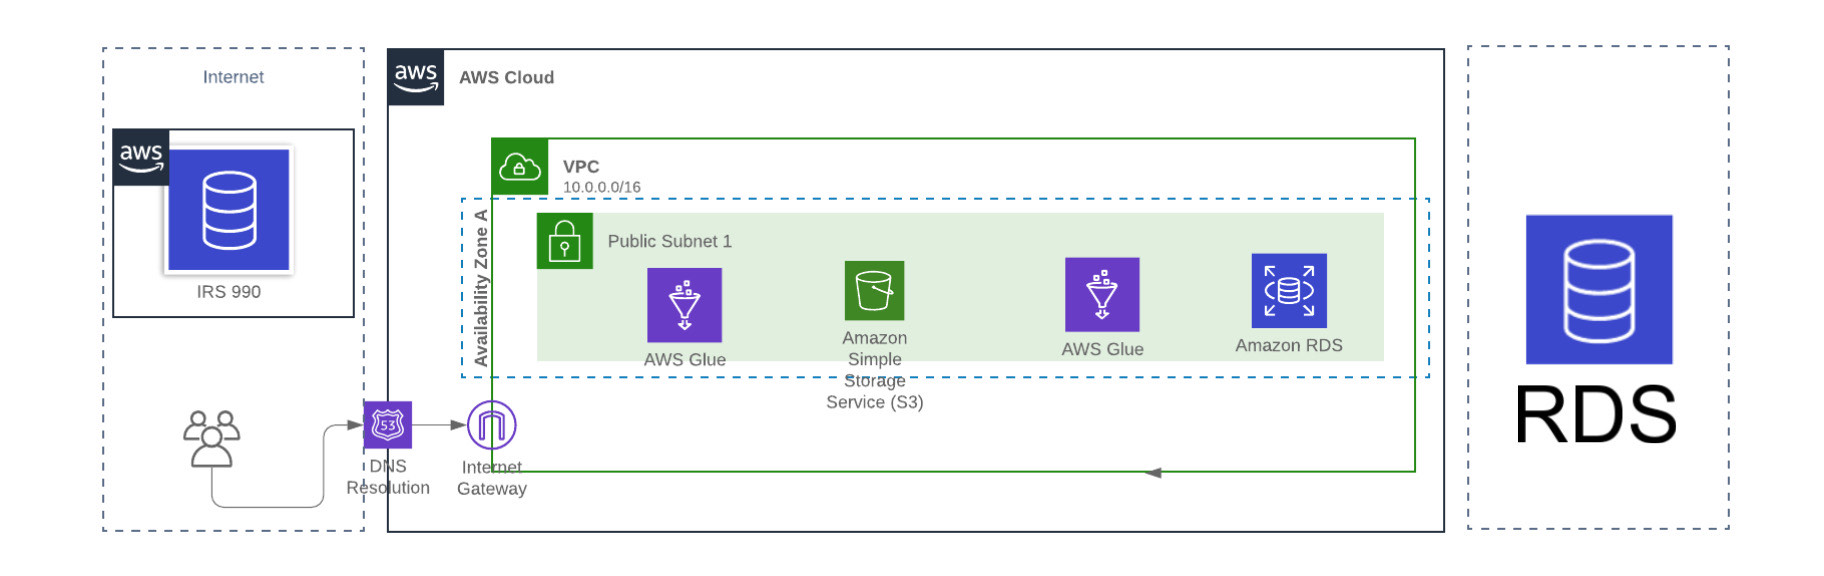 Internet
aws
IRS 990
aws
AWS Cloud
VPC
10.0.0.0/16
Availability Zone A
Public Subnet 1
AWS Glue
Amazon
Simple
Storage
Service (S3)
AWS Glue
Amazon RDS
53
DNS
Resolution
Internet
Gateway
RDS